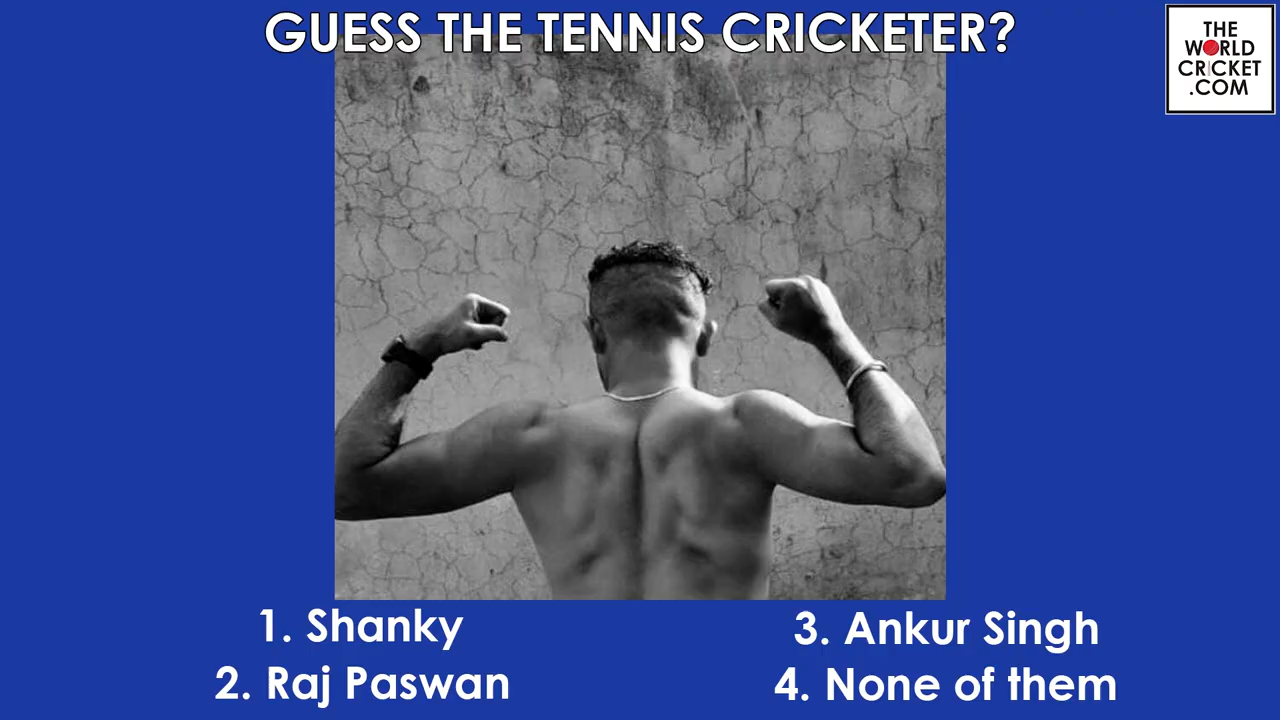 GUESS THE TENNIS CRICKETER?
THE
WORLD
CRICKET
.COM
1. Shanky
2. Raj Paswan
3. Ankur Singh
4. None of them